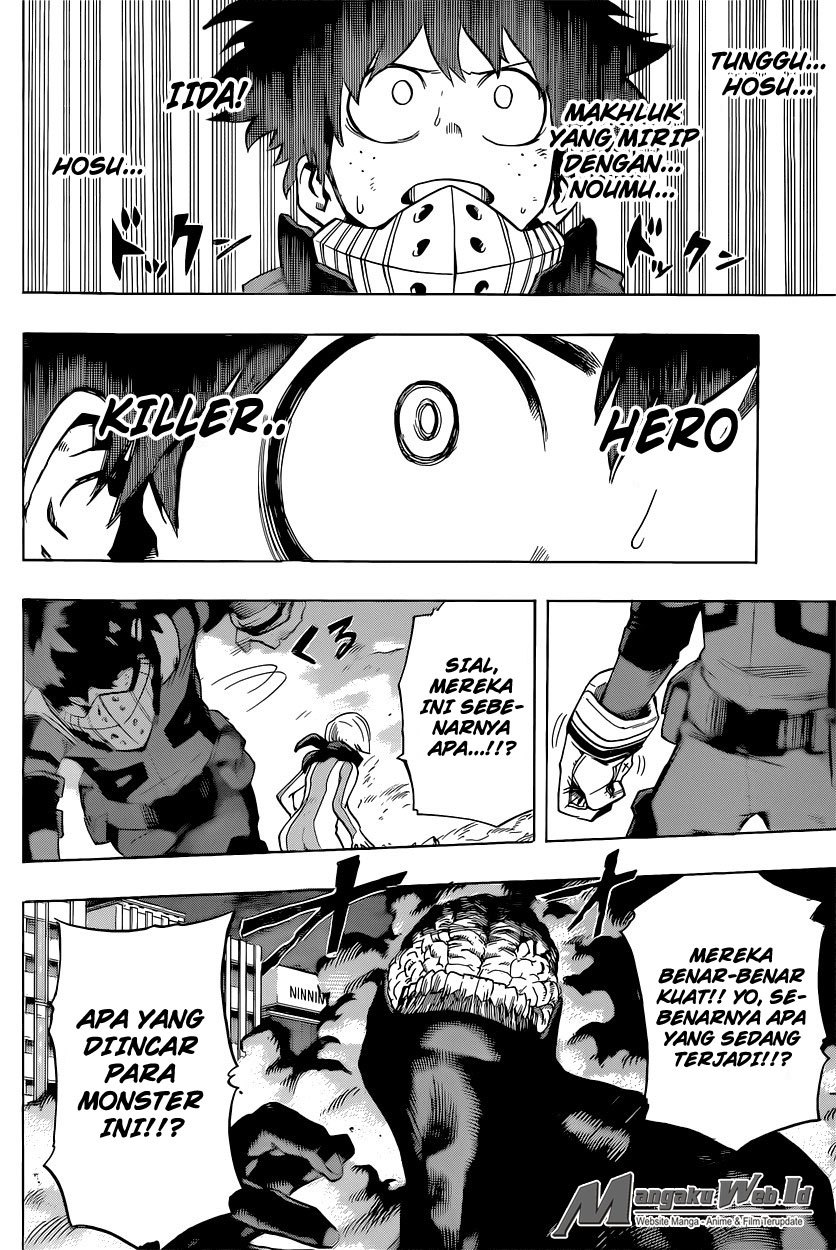 TUNGGU...
HOSU...
MAKHLUK
YANG MIRIP
DENGAN...
NOUMU...
IIDA!
HOSU...
ドックン
ドックン
HERO
KILLER..
SIAL,
MEREKA
INI SEBE-
NARNYA
APA...!!?
くる
MEREKA
BENAR-BENAR
KUAT!! YO, SE-
BENARNYA APA
YANG SEDANG
TERJADI!!?
オオ
NINNIN
APA YANG
DIINCAR
PARA
MONSTER
INI!!?
Mangaku.Web.Id
Website Manga - Anime & Film Terupdate